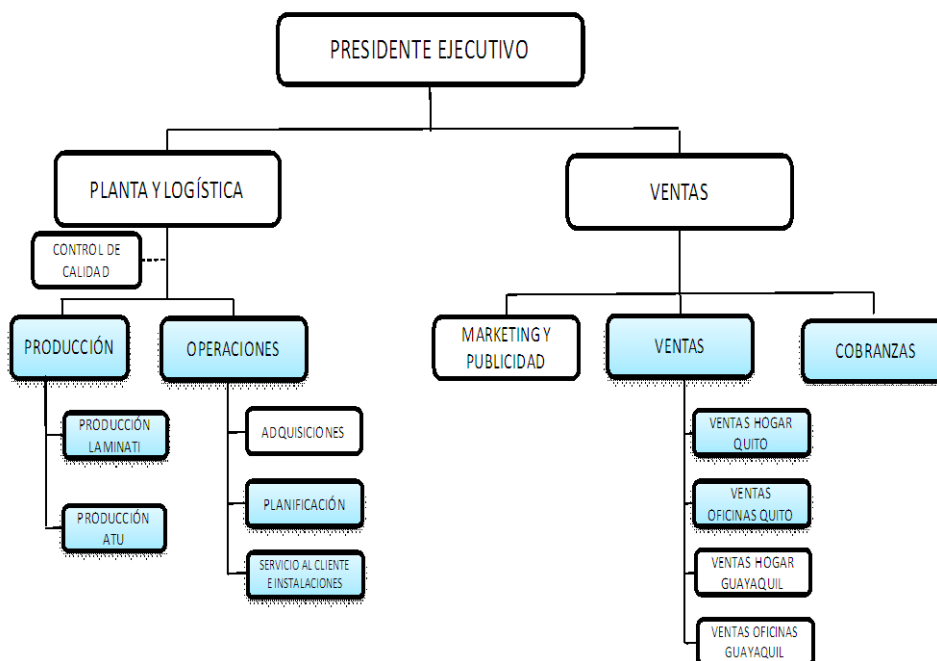 PRESIDENTE EJECUTIVO
PLANTA Y LOGÍSTICA
VENTAS
CONTROL DE
CALIDAD
PRODUCCIÓN
OPERACIONES
MARKETING Y
PUBLICIDAD
VENTAS
COBRANZAS
PRODUCCIÓN
LAMINATI
PRODUCCIÓN
ATU
ADQUISICIONES
PLANIFICACIÓN
SERVICIO AL CLIENTE
E INSTALACIONES
VENTAS HOGAR
QUITO
VENTAS
OFICINAS QUITO
VENTAS HOGAR
GUAYAQUIL
VENTAS OFICINAS
GUAYAQUIL